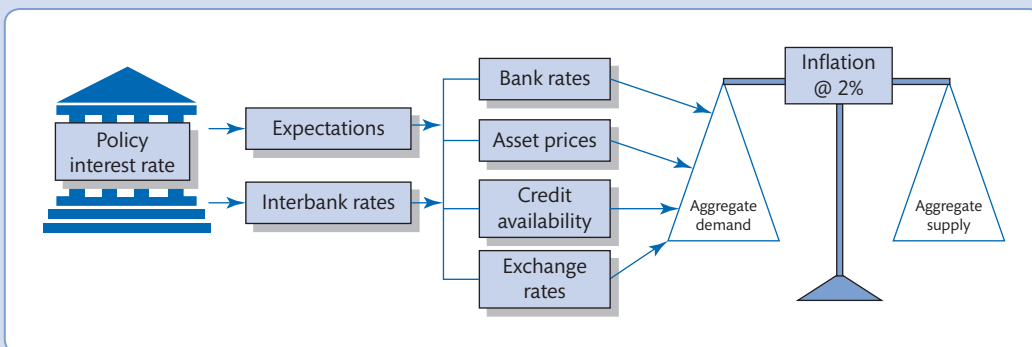 Policy
interest rate
Expectations
Interbank rates
Bank rates
Asset prices
Credit
availability
Exchange
rates
Aggregate
demand
Inflation
@ 2%
Aggregate
supply